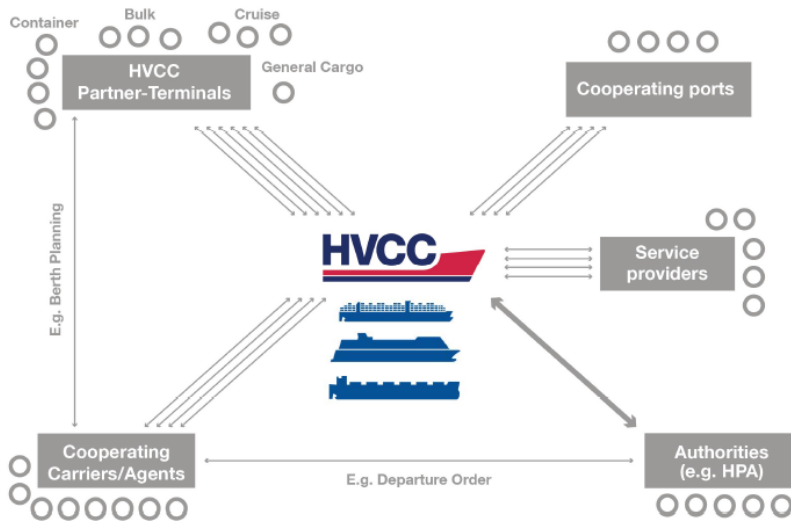 Container
Bulk
Cruise
HVCC
Partner-Terminals
General Cargo
Cooperating ports
E.g. Berth Planning
HVCC
Service
providers
Cooperating
Carriers/Agents
E.g. Departure Order
Authorities
(e.g. HPA)